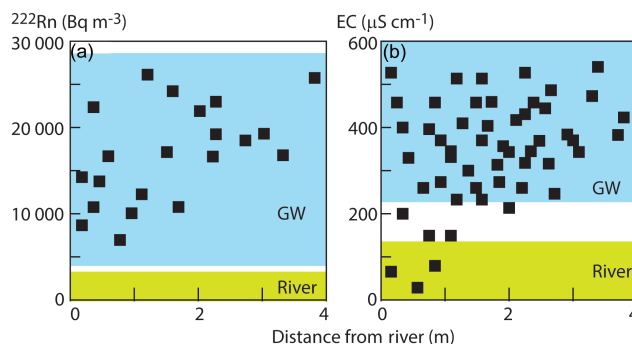 ²²²Rn (Bq m⁻³)
EC (μS cm⁻¹)
30 000
(a)
20 000
10 000
GW
River
0
0
2
4
600
(b)
400
GW
200
River
0
0
2
4
Distance from river (m)